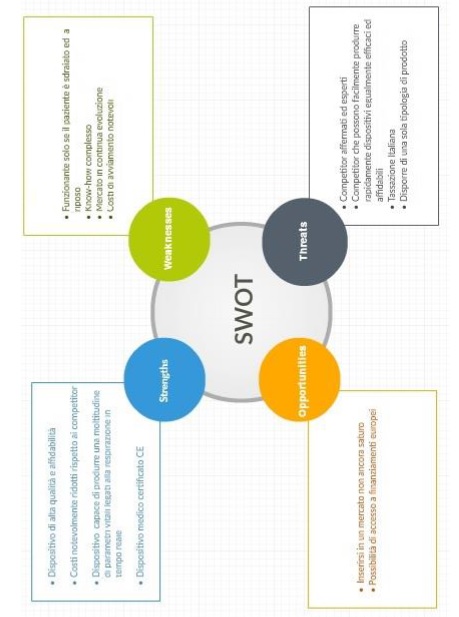 • Dispositivo di alta qualità e affidabilità
• Costi notevolmente ridotti rispetto ai competitor
• Dispositivo capace di produrre una moltitudine
di parametri vitali legati alla respirazione in
tempo reale
• Dispositivo medico certificato CE
Strengths
• Funzionante solo se il paziente è sdraiato ed a
riposo
• Know-how complesso
• Mercato in continua evoluzione
• Costi di avviamento notevoli
Weaknesses
SWOT
Opportunities
• Inserirsi in un mercato non ancora saturo
• Possibilità di accesso a finanziamenti europei
Threats
• Competitor affermati ed esperti
• Competitor che possono facilmente produrre
rapidamente dispositivi egualmente efficaci ed
affidabili
• Tassazione Italiana
• Disporre di una sola tipologia di prodotto